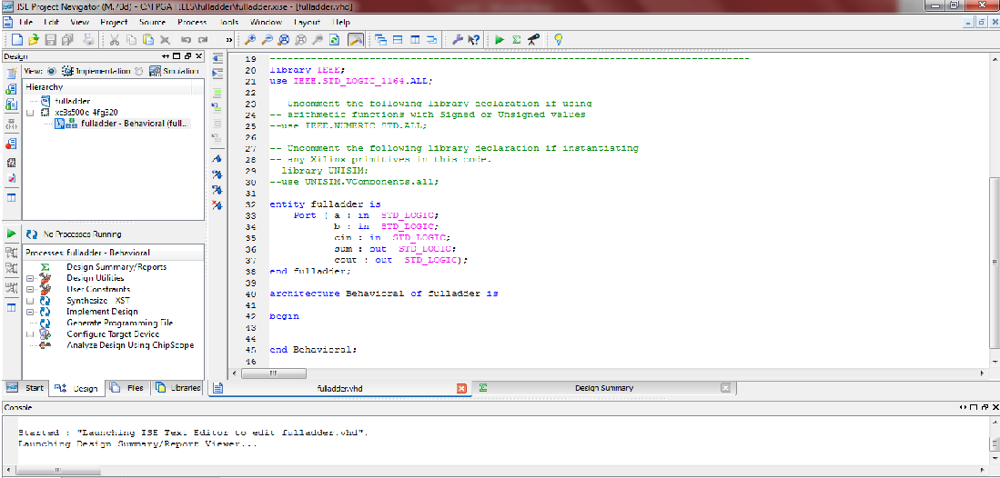 ISE Project Navigator (M.70d) - C:\FPGA FILES\fulladder\fulladder.xise - [fulladder.vhd]
File Edit View Project Source Process Tools Window Layout Help
Design
View: Implementation Simulation
Hierarchy
fulladder
xc3s500e-4fg320
fulladder - Behavioral (full...
No Processes Running
Processes: fulladder - Behavioral
Design Summary/Reports
Design Utilities
User Constraints
Synthesize - XST
Implement Design
Generate Programming File
Configure Target Device
Analyze Design Using ChipScope
Start Design Files Libraries
19 --------------------------------------------------------------------------------
20 library IEEE;
21 use IEEE.STD_LOGIC_1164.ALL;
22
23 -- Uncomment the following library declaration if using
24 -- arithmetic functions with Signed or Unsigned values
25 --use IEEE.NUMERIC_STD.ALL;
26
27 -- Uncomment the following library declaration if instantiating
28 -- any Xilinx primitives in this code.
29 --library UNISIM;
30 --use UNISIM.VComponents.all;
31
32 entity fulladder is
33 Port ( a : in STD_LOGIC;
34 b : in STD_LOGIC;
35 cin : in STD_LOGIC;
36 sum : out STD_LOGIC;
37 cout : out STD_LOGIC);
38 end fulladder;
39
40 architecture Behavioral of fulladder is
41
42 begin
43
44
45 end Behavioral;
46
fulladder.vhd Design Summary
Console
Started : "Launching ISE Text Editor to edit fulladder.vhd".
Launching Design Summary/Report Viewer...